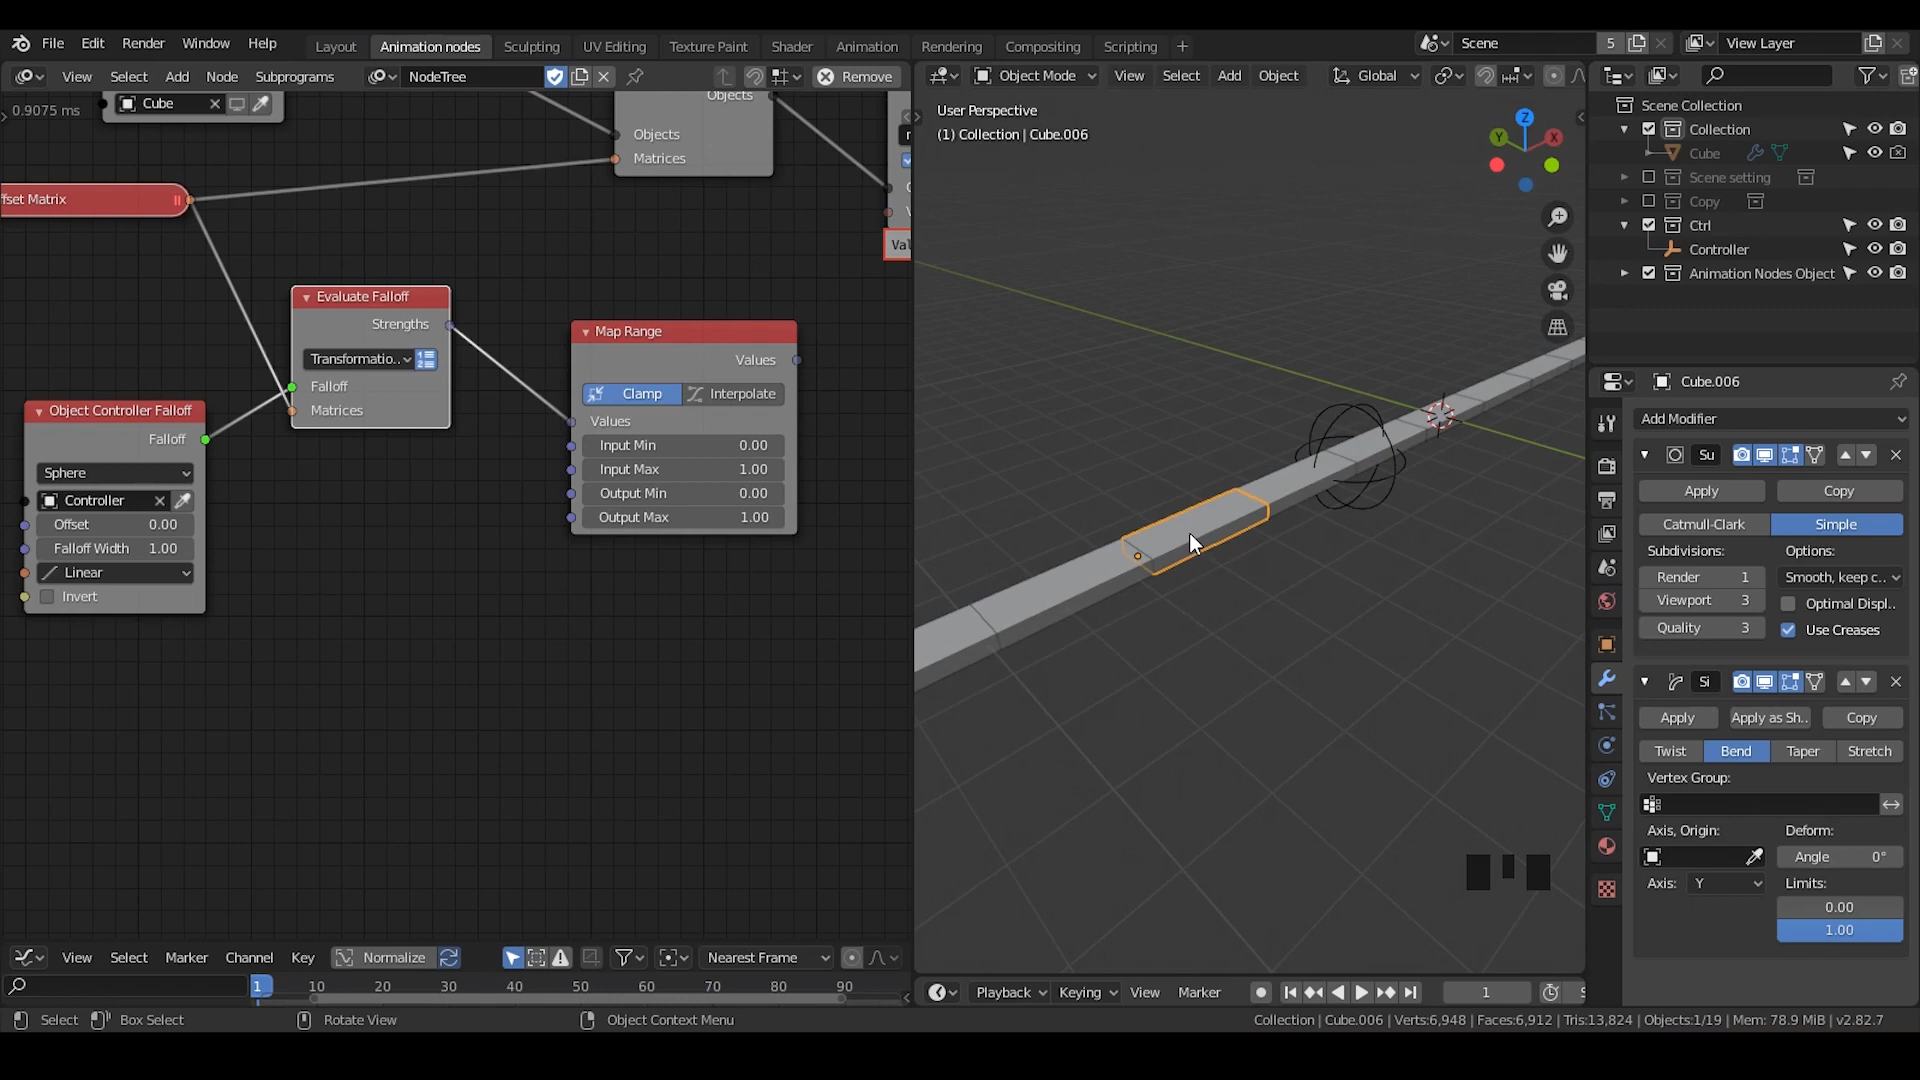 File Edit Render Window Help Layout Animation nodes Sculpting UV Editing Texture Paint Shader Animation Rendering Compositing Scripting Scene 5 View Layer
View Select Add Node Subprograms NodeTree Remove
Object Mode View Select Add Object Global
0.9075 ms
Cube
Objects
Objects
Matrices
ffset Matrix
Val
Evaluate Falloff
Strengths
Transformatio..
Falloff
Matrices
Map Range
Values
Clamp Interpolate
Values
Input Min 0.00
Input Max 1.00
Output Min 0.00
Output Max 1.00
Object Controller Falloff
Falloff
Sphere
Controller
Offset 0.00
Falloff Width 1.00
Linear
Invert
User Perspective
(1) Collection | Cube.006
Z
Y
X
Scene Collection
Collection
Cube
Scene setting
Copy
Ctrl
Controller
Animation Nodes Object
Cube.006
Add Modifier
Su
Apply Copy
Catmull-Clark Simple
Subdivisions: Options:
Render 1 Smooth, keep c..
Viewport 3 Optimal Displ..
Quality 3 Use Creases
Si
Apply Apply as Sh.. Copy
Twist Bend Taper Stretch
Vertex Group:
Axis, Origin: Deform:
Angle 0°
Axis: Y Limits:
0.00
1.00
View Select Marker Channel Key Normalize Nearest Frame
1 10 20 30 40 50 60 70 80 90
Playback Keying View Marker 1 S
Select Box Select Rotate View Object Context Menu
Collection | Cube.006 | Verts:6,948 | Faces:6,912 | Tris:13,824 | Objects:1/19 | Mem: 78.9 MiB | v2.82.7